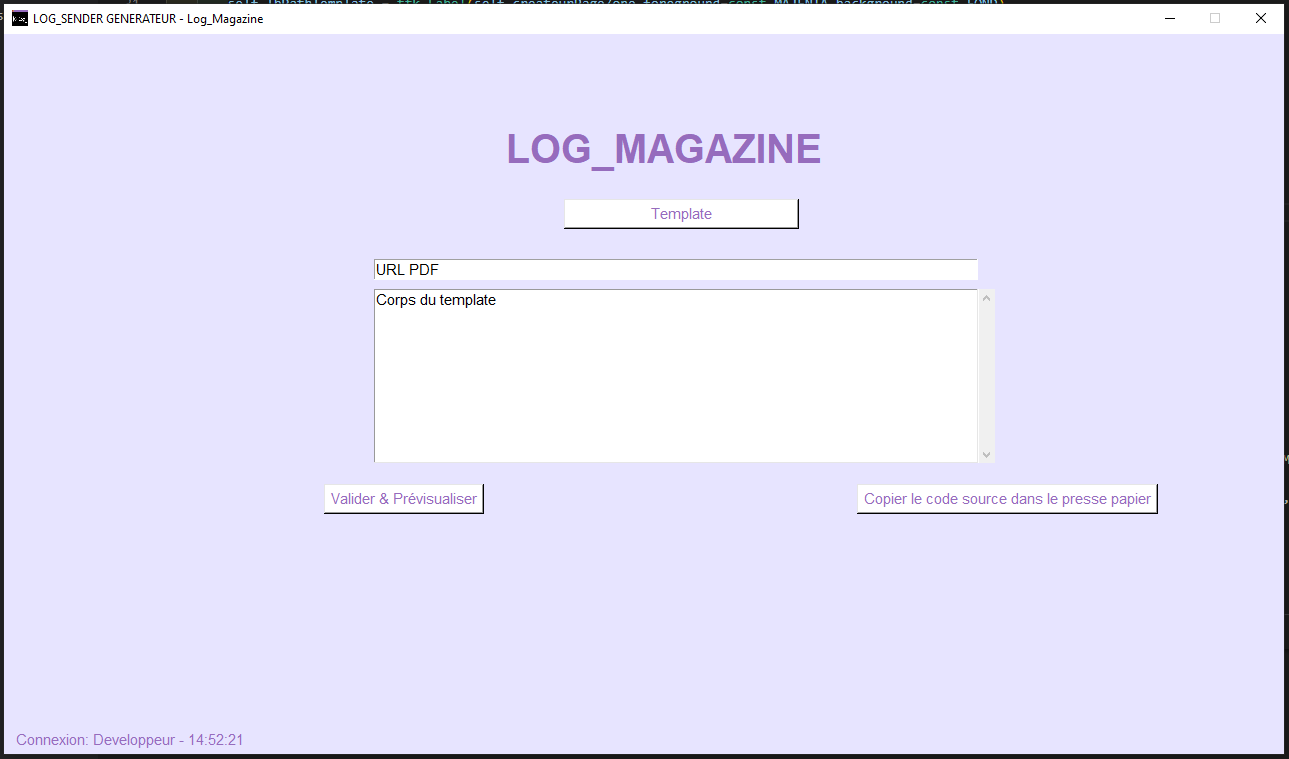 LOG_SENDER GENERATEUR - Log_Magazine
LOG_MAGAZINE
Template
URL PDF
Corps du template
Valider & Prévisualiser
Copier le code source dans le presse papier
Connexion: Developpeur - 14:52:21